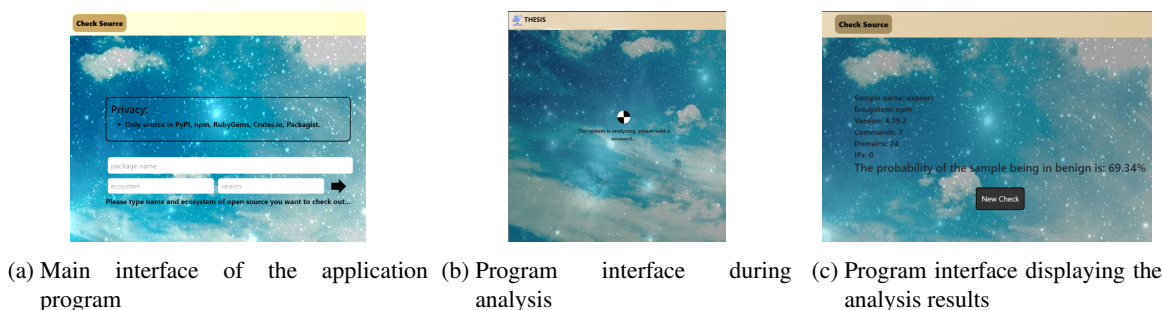 Check Source
Privacy:
• Only source in PyPI, npm, RubyGems, Crates.io, Packagist.
package name
ecosystem
version
Please type name and ecosystem of open source you want to check out...
(a) Main interface of the application
program
THESIS
The system is analyzing, please wait a
moment...
(b) Program interface during
analysis
Check Source
Sample name: express
Ecosystem: npm
Version: 4.19.2
Commands: 7
Domains: 24
IPs: 0
The probability of the sample being in benign is: 69.34%
New Check
(c) Program interface displaying the
analysis results